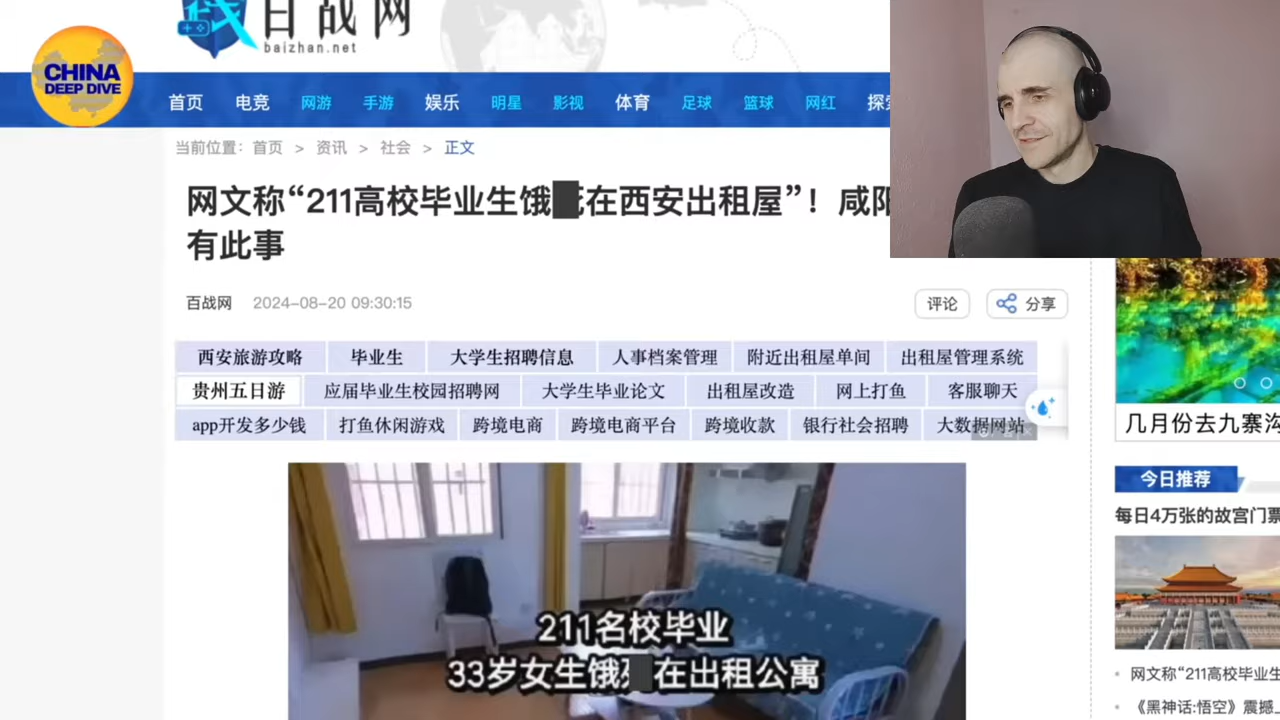 百战网
baizhan.net
CHINA
DEEP DIVE
首页 电竞 网游 手游 娱乐 明星 影视 体育 足球 篮球 网红
当前位置: 首页 > 资讯 > 社会 > 正文
网文称“211高校毕业生饿 在西安出租屋”！咸阳
有此事
百战网 2024-08-20 09:30:15
评论 分享
西安旅游攻略 毕业生 大学生招聘信息 人事档案管理 附近出租屋单间 出租屋管理系统
贵州五日游 应届毕业生校园招聘网 大学生毕业论文 出租屋改造 网上打鱼 客服聊天
app开发多少钱 打鱼休闲游戏 跨境电商 跨境电商平台 跨境收款 银行社会招聘 大数据网站
211名校毕业
33岁女生饿 在出租公寓
几月份去九寨沟
今日推荐
每日4万张的故宫门票
网文称“211高校毕业生
《黑神话:悟空》震撼